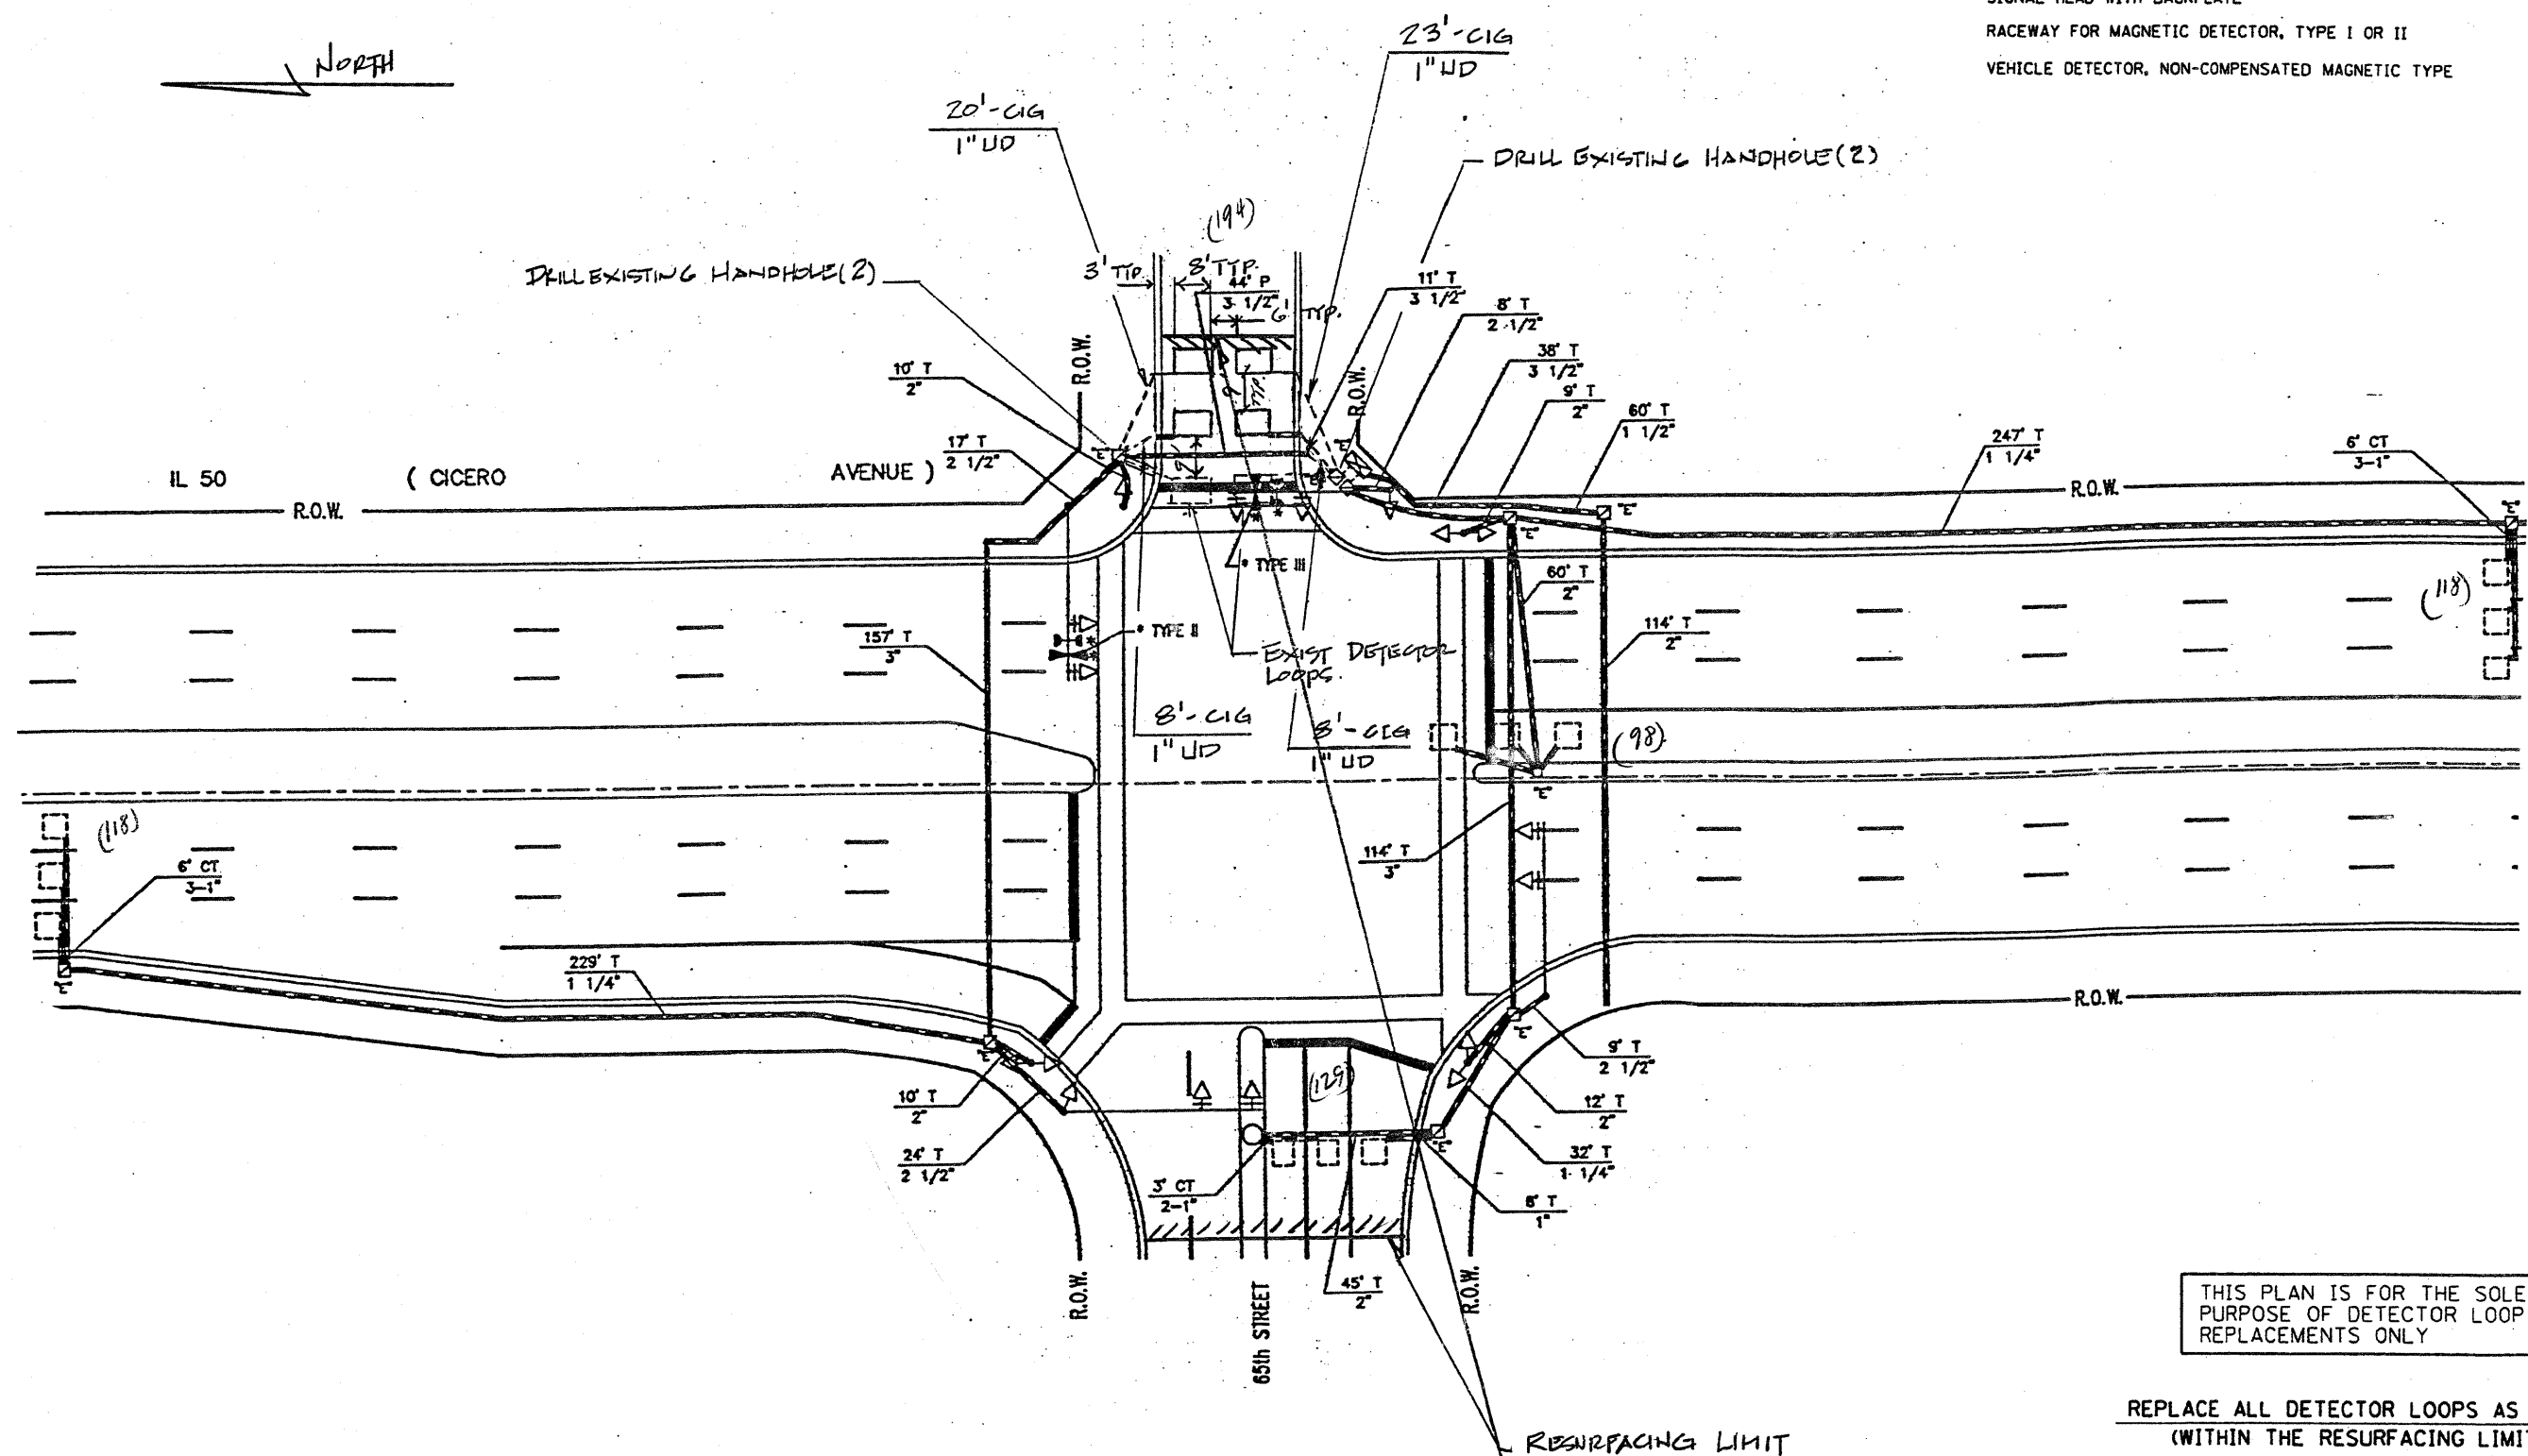 RACEWAY FOR MAGNETIC DETECTOR, TYPE I OR II
VEHICLE DETECTOR, NON-COMPENSATED MAGNETIC TYPE
NORTH
23'-CIG
1" UD
20'-CIG
1" UD
DRILL EXISTING HANDHOLE (2)
(194)
DRILL EXISTING HANDHOLE (2)
3' TYP.
8' TYP.
44' P
3 1/2"
6' TYP.
11' T
3 1/2"
8' T
2 1/2"
38' T
3 1/2"
9' T
2"
60' T
1 1/2"
10' T
2"
R.O.W.
R.O.W.
17' T
2 1/2"
247' T
1 1/4"
6' CT
3-1"
IL 50 ( CICERO AVENUE )
R.O.W.
R.O.W.
"E"
"E"
"E"
"E"
"E"
* TYPE III
60' T
2"
(118)
157' T
3"
* TYPE II
114' T
2"
EXIST DETECTOR
LOOPS.
8'-CIG
1" UD
8'-CIG
1" UD
(98)
"E"
(118)
6' CT
3-1"
114' T
3"
229' T
1 1/4"
"E"
R.O.W.
"E"
"E"
9' T
2 1/2"
(129)
10' T
2"
12' T
2"
24' T
2 1/2"
"E"
32' T
1 1/4"
3' CT
2-1"
6' T
1"
45' T
2"
R.O.W.
65th STREET
R.O.W.
THIS PLAN IS FOR THE SOLE
PURPOSE OF DETECTOR LOOP
REPLACEMENTS ONLY
REPLACE ALL DETECTOR LOOPS AS
(WITHIN THE RESURFACING LIMIT
RESURFACING LIMIT